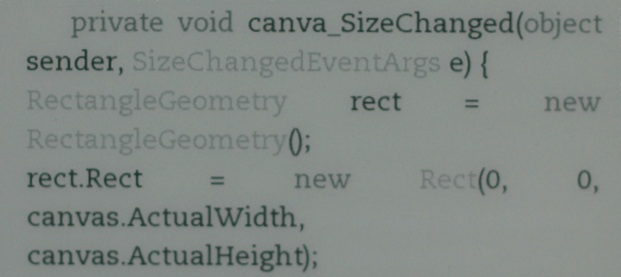 private void canva_SizeChanged(object
sender, SizeChangedEventArgs e) {
RectangleGeometry rect = new
RectangleGeometry();
rect.Rect = new Rect(0, 0,
canvas.ActualWidth,
canvas.ActualHeight);